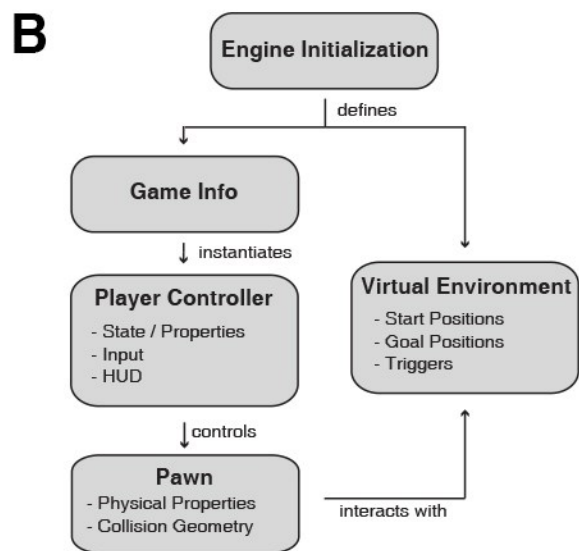 B
Engine Initialization
defines
Game Info
instantiates
Player Controller
- State / Properties
- Input
- HUD
Virtual Environment
- Start Positions
- Goal Positions
- Triggers
controls
Pawn
- Physical Properties
- Collision Geometry
interacts with